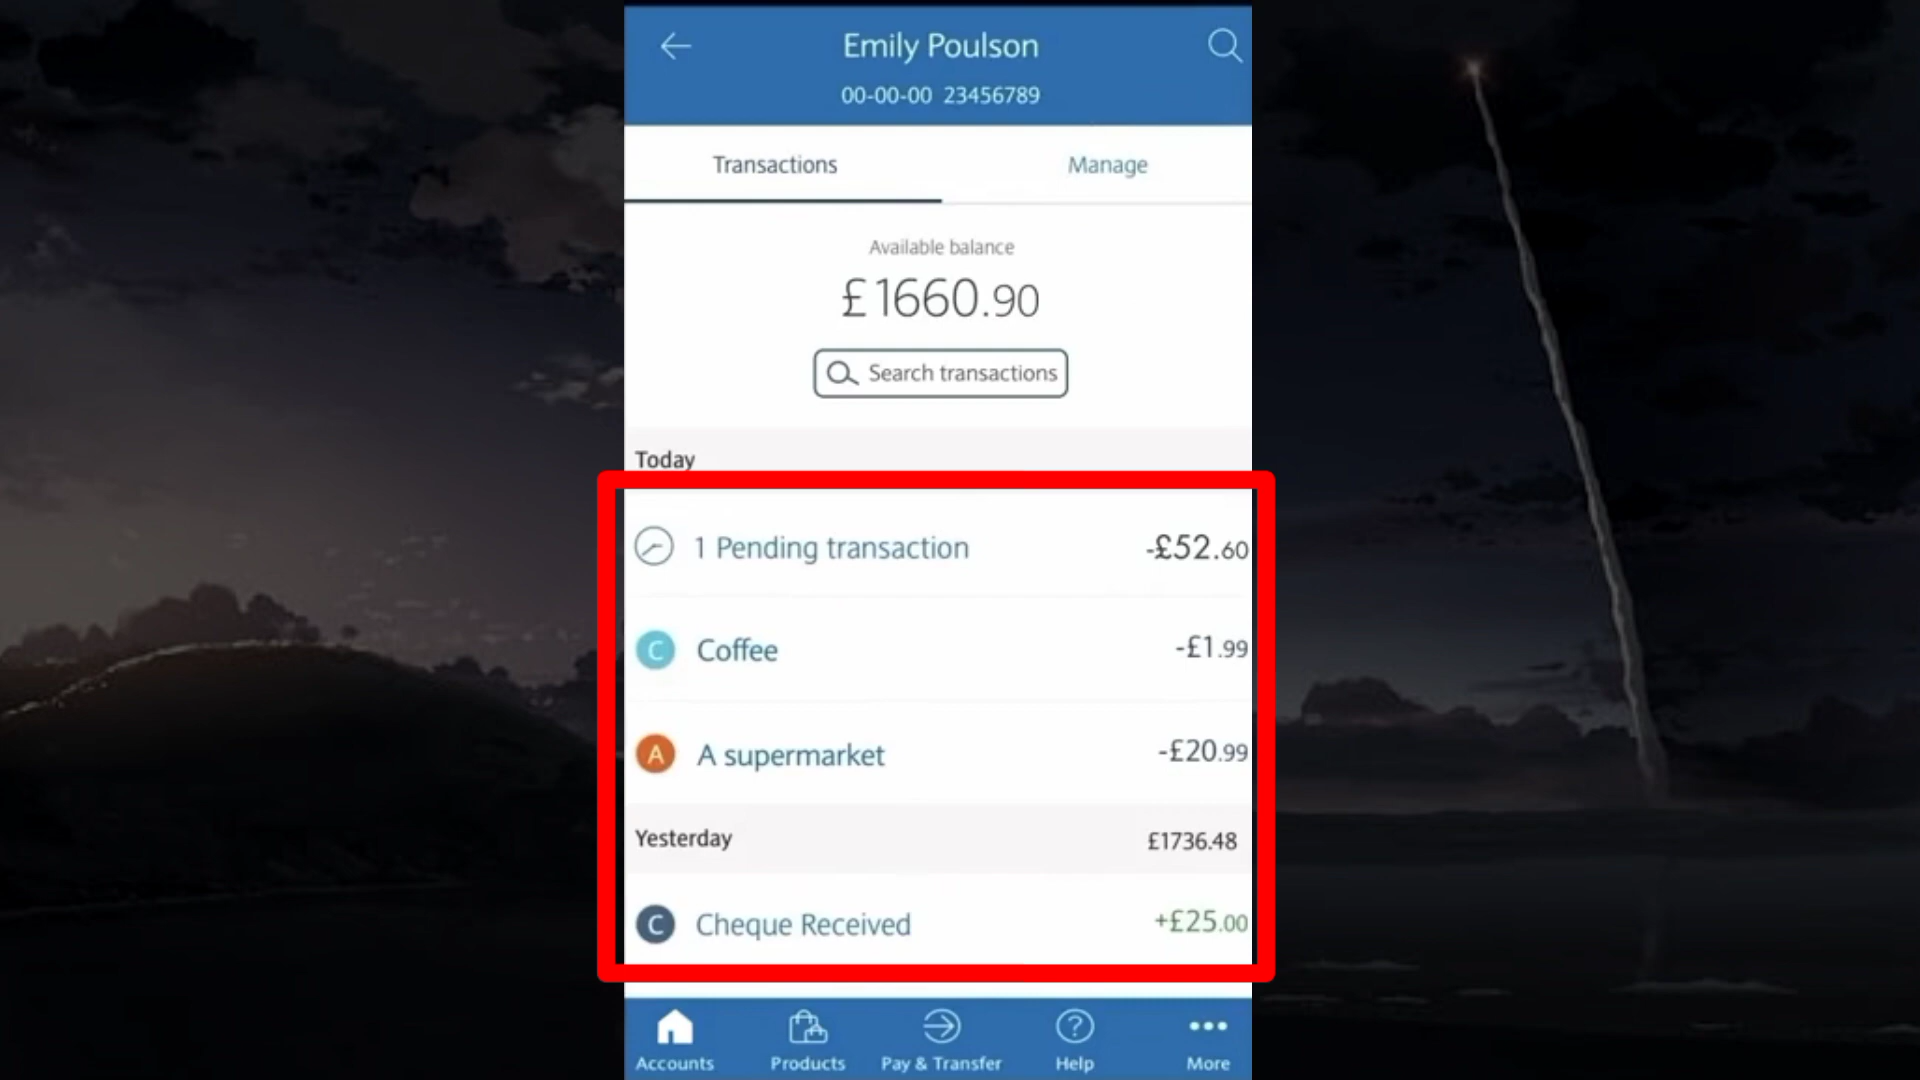 Emily Poulson
00-00-00 23456789
Transactions Manage
Available balance
£1660.90
Search transactions
Today
1 Pending transaction -£52.60
C Coffee -£1.99
A A supermarket -£20.99
Yesterday £1736.48
C Cheque Received +£25.00
Accounts Products Pay & Transfer Help More